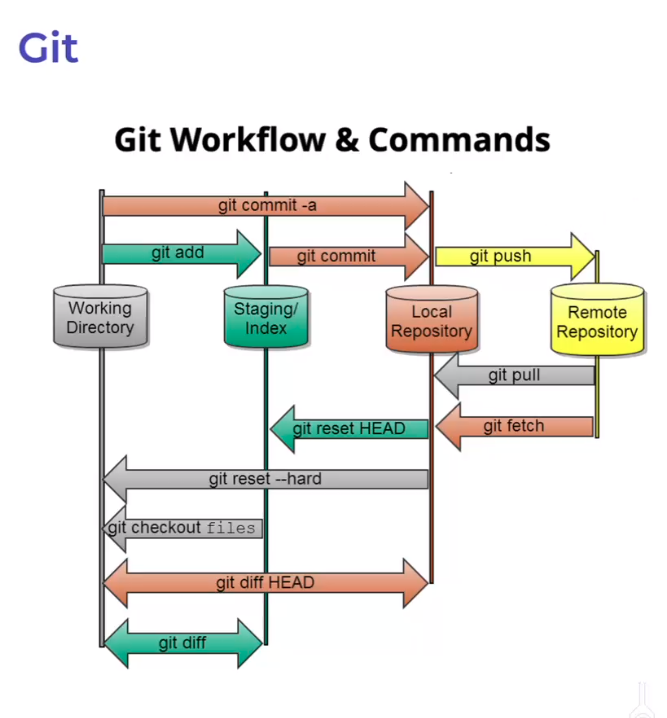 Git
Git Workflow & Commands
git commit -a
git add
git commit
git push
Working
Directory
Staging/
Index
Local
Repository
Remote
Repository
git pull
git reset HEAD
git fetch
git reset --hard
git checkout files
git diff HEAD
git diff